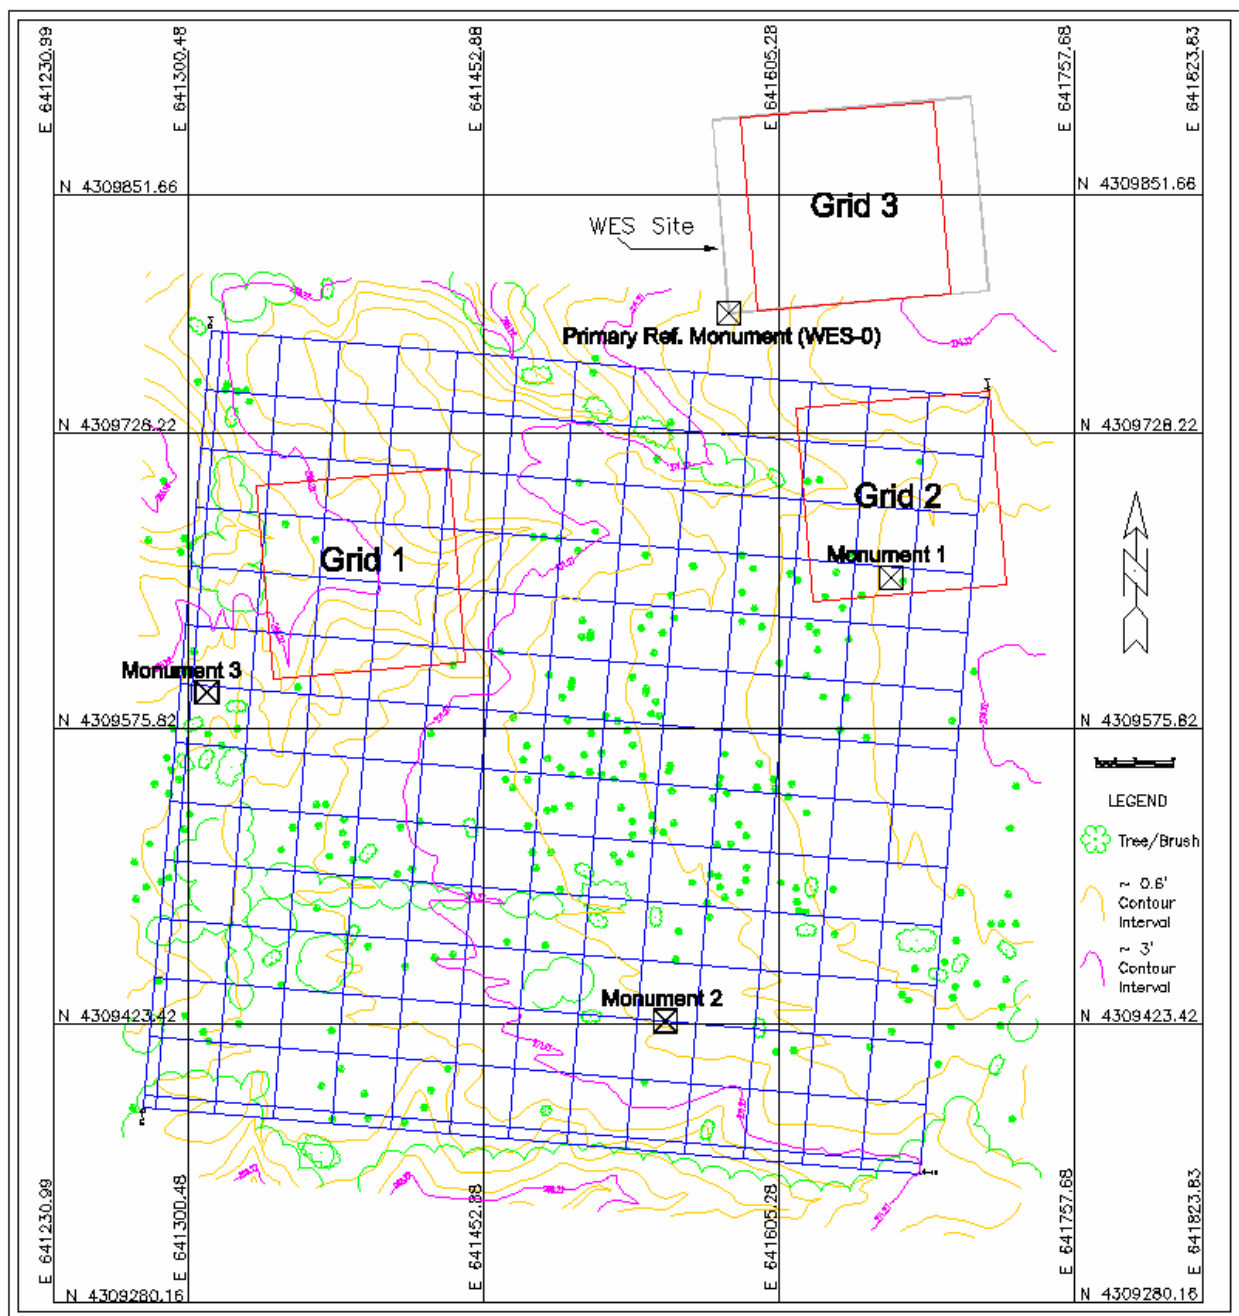 E 641230.99
E 641300.48
E 641452.88
E 641605.28
E 641757.68
E 641823.83
N 4309851.66
N 4309851.66
Grid 3
WES Site
Primary Ref. Monument (WES-0)
N 4309728.22
N 4309728.22
Grid 2
Grid 1
Monument 1
Monument 3
N 4309575.82
N 4309575.82
LEGEND
Tree/Brush
~ 0.6'
Contour
Interval
~ 3'
Contour
Interval
Monument 2
N 4309423.42
N 4309423.42
E 641230.99
E 641300.48
E 641452.88
E 641605.28
E 641757.68
E 641823.83
N 4309280.16
N 4309280.16